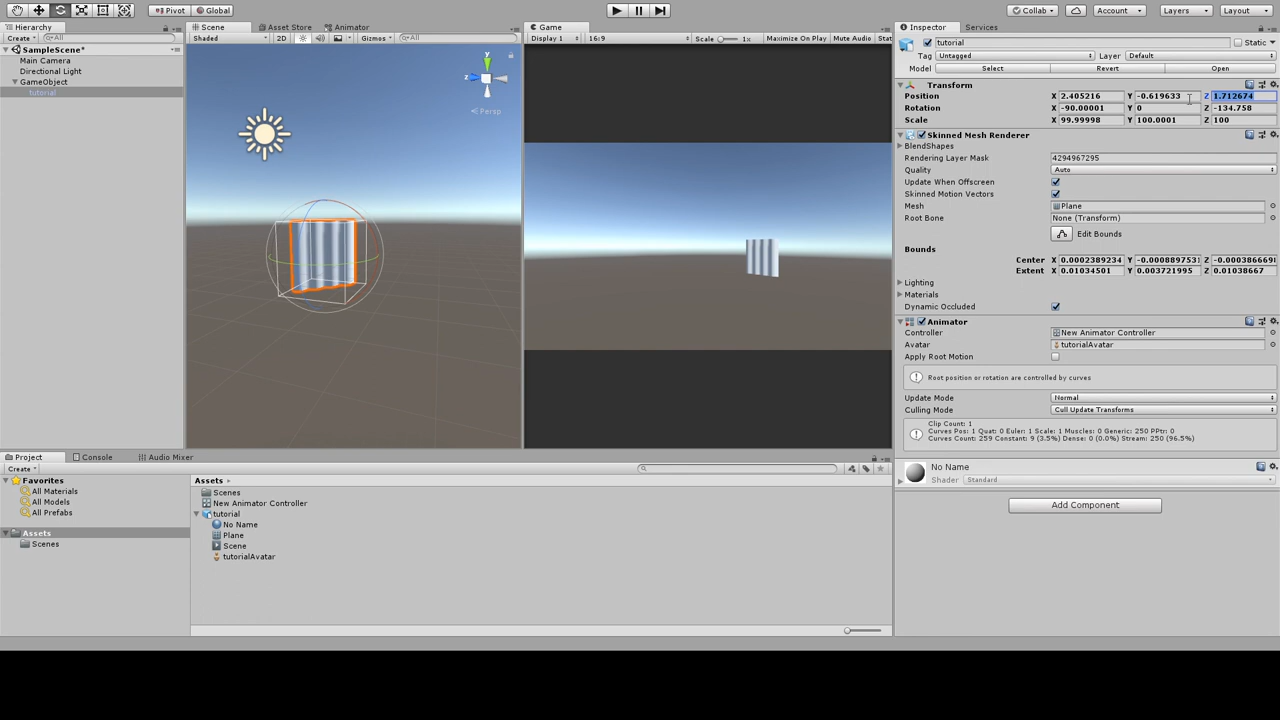 Pivot Global Collab Account Layers Layout
Hierarchy Scene Asset Store Animator Game Inspector Services
Create All Shaded 2D Gizmos All Display 1 16:9 Scale 1x Maximize On Play Mute Audio Stat
SampleScene*
Main Camera
Directional Light
GameObject
tutorial
y
z
Persp
tutorial Static
Tag Untagged Layer Default
Model Select Revert Open
Transform
Position X 2.405216 Y -0.619633 Z 1.712674
Rotation X -90.00001 Y 0 Z -134.758
Scale X 99.99998 Y 100.0001 Z 100
Skinned Mesh Renderer
BlendShapes
Rendering Layer Mask 4294967295
Quality Auto
Update When Offscreen
Skinned Motion Vectors
Mesh Plane
Root Bone None (Transform)
Edit Bounds
Bounds
Center X 0.0002389234 Y -0.0008897531 Z -0.0003866691
Extent X 0.01034501 Y 0.003721995 Z 0.01038667
Lighting
Materials
Dynamic Occluded
Animator
Controller New Animator Controller
Avatar tutorialAvatar
Apply Root Motion
Root position or rotation are controlled by curves
Update Mode Normal
Culling Mode Cull Update Transforms
Clip Count: 1
Curves Pos: 1 Quat: 0 Euler: 1 Scale: 1 Muscles: 0 Generic: 250 PPtr: 0
Curves Count: 259 Constant: 9 (3.5%) Dense: 0 (0.0%) Stream: 250 (96.5%)
No Name
Shader Standard
Add Component
Project Console Audio Mixer
Create
Favorites
All Materials
All Models
All Prefabs
Assets
Scenes
Assets
Scenes
New Animator Controller
tutorial
No Name
Plane
Scene
tutorialAvatar